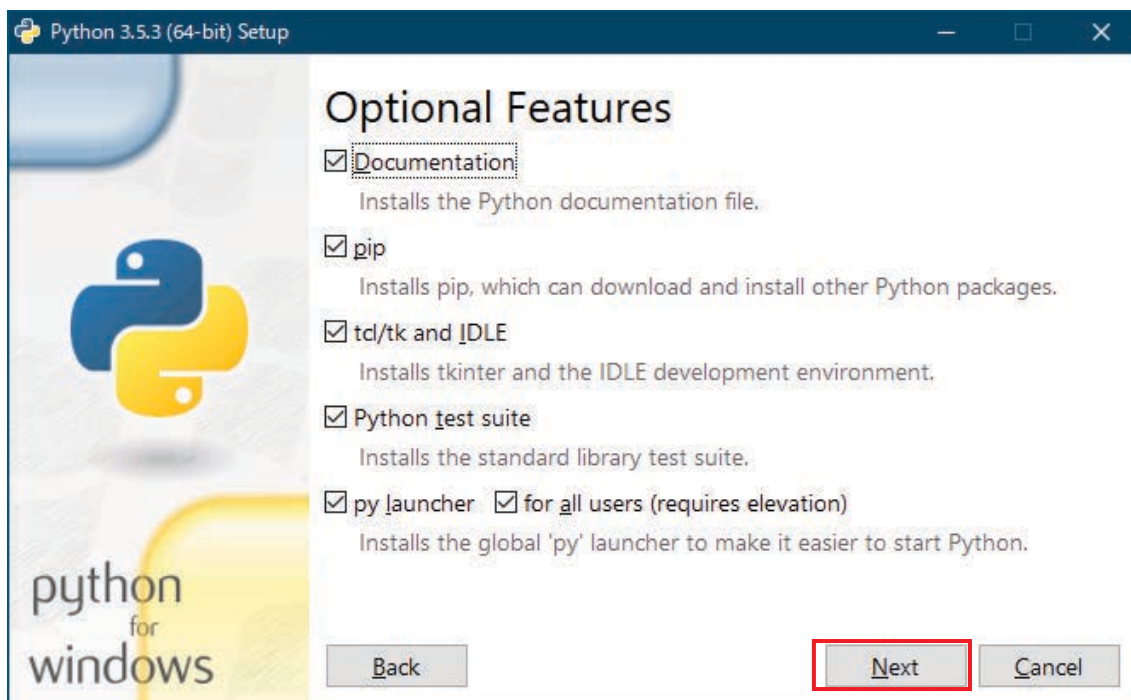 Python 3.5.3 (64-bit) Setup
Optional Features
Documentation
Installs the Python documentation file.
pip
Installs pip, which can download and install other Python packages.
tcl/tk and IDLE
Installs tkinter and the IDLE development environment.
Python test suite
Installs the standard library test suite.
py launcher for all users (requires elevation)
Installs the global 'py' launcher to make it easier to start Python.
python
for
windows
Back Next Cancel